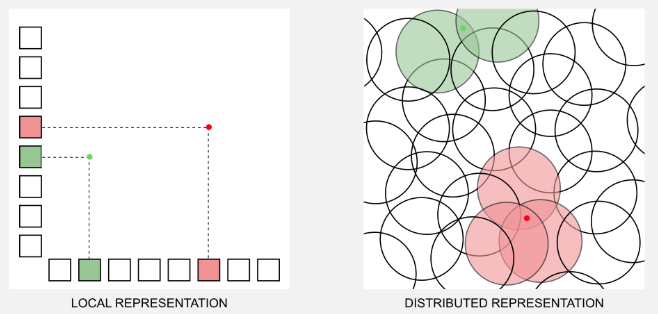 LOCAL REPRESENTATION
DISTRIBUTED REPRESENTATION